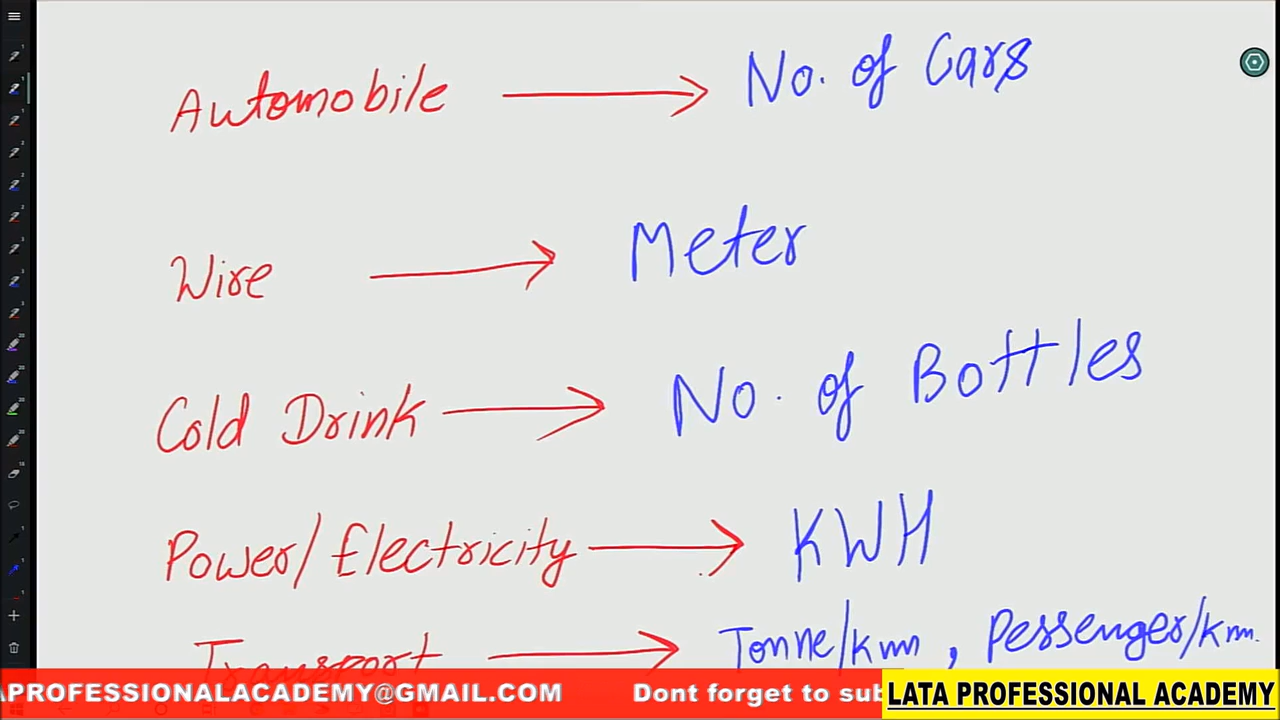 Automobile → No. of Cars
Wire → Meter
Cold Drink → No. of Bottles
Power/Electricity → KWH
Transport → Tonne/km , Pessenger/km.
APROFESSIONALACADEMY@GMAIL.COM Dont forget to sub
LATA PROFESSIONAL ACADEMY